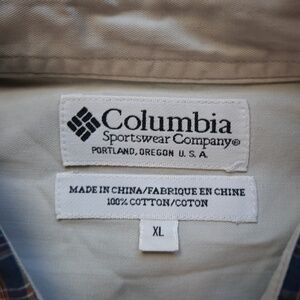 Columbia
Sportswear Company®
PORTLAND, OREGON U.S.A.
MADE IN CHINA/FABRIQUE EN CHINE
100% COTTON/COTON
XL